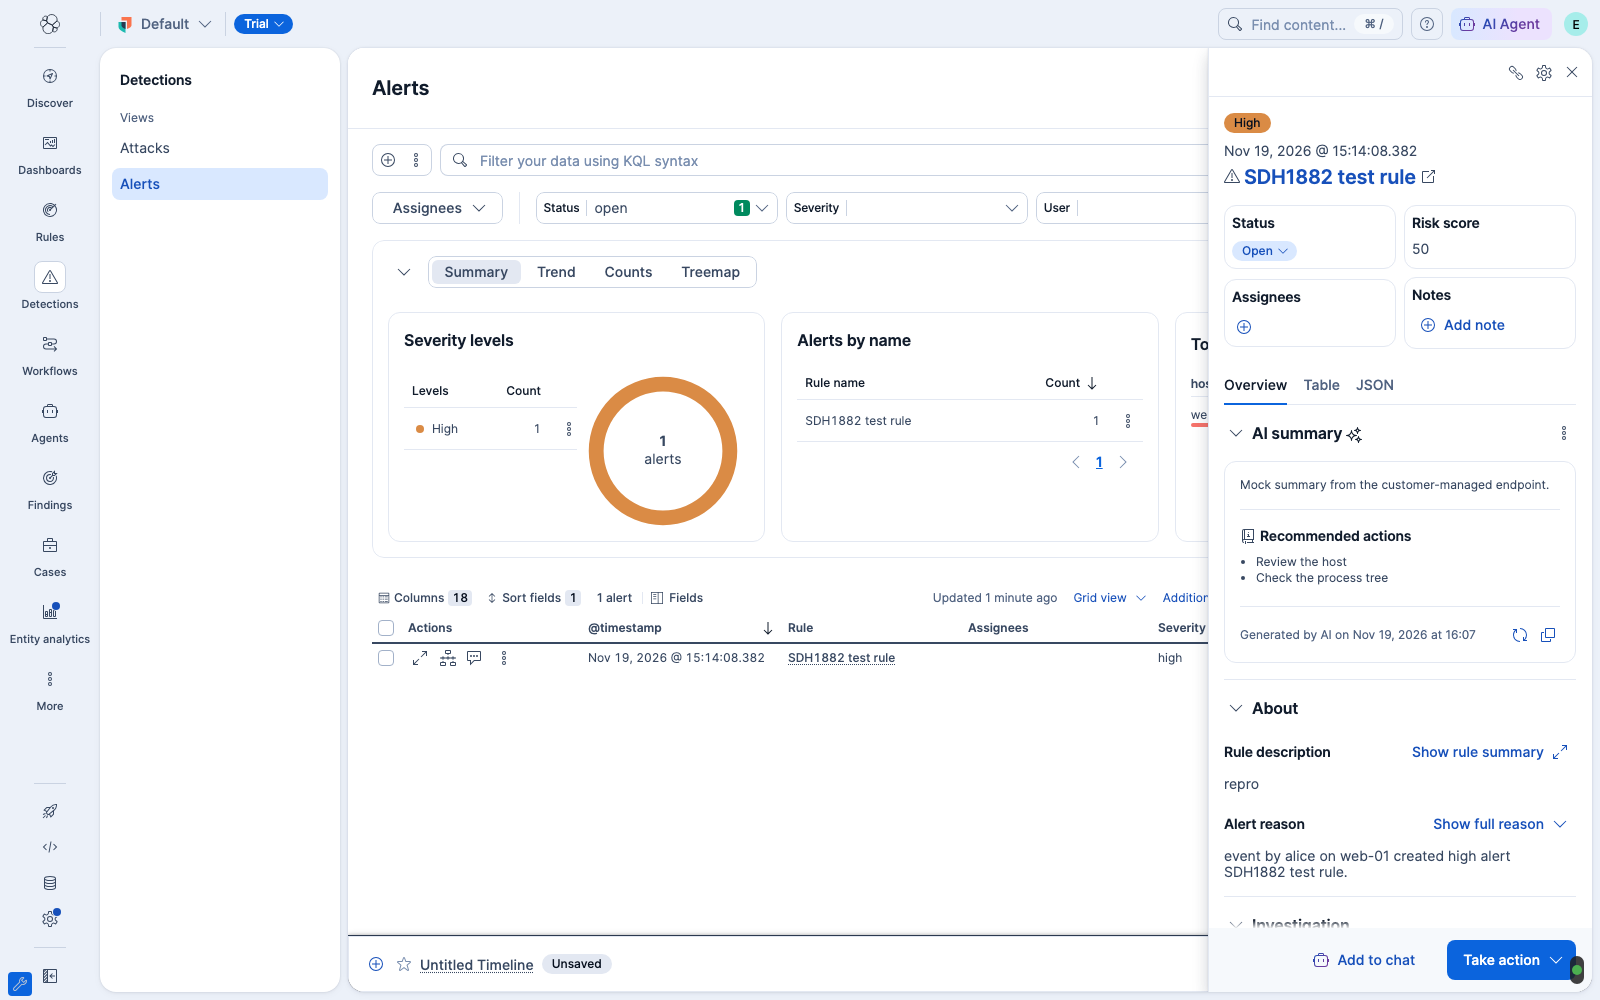 Default
Trial
Find content...
⌘ /
AI Agent
E
Discover
Dashboards
Rules
Detections
Workflows
Agents
Findings
Cases
Entity analytics
More
Detections
Views
Attacks
Alerts
Alerts
Filter your data using KQL syntax
Assignees
Status open 1
Severity
User
Summary Trend Counts Treemap
Severity levels
Levels Count
High 1
1
alerts
Alerts by name
Rule name Count
SDH1882 test rule 1
1
To
hos
we
Columns 18 Sort fields 1 1 alert Fields
Updated 1 minute ago Grid view Addition
Actions @timestamp Rule Assignees Severity
Nov 19, 2026 @ 15:14:08.382 SDH1882 test rule high
Untitled Timeline Unsaved
High
Nov 19, 2026 @ 15:14:08.382
SDH1882 test rule
Status
Open
Risk score
50
Assignees
Notes
Add note
Overview Table JSON
AI summary
Mock summary from the customer-managed endpoint.
Recommended actions
• Review the host
• Check the process tree
Generated by AI on Nov 19, 2026 at 16:07
About
Rule description Show rule summary
repro
Alert reason Show full reason
event by alice on web-01 created high alert
SDH1882 test rule.
Investigation
Add to chat
Take action